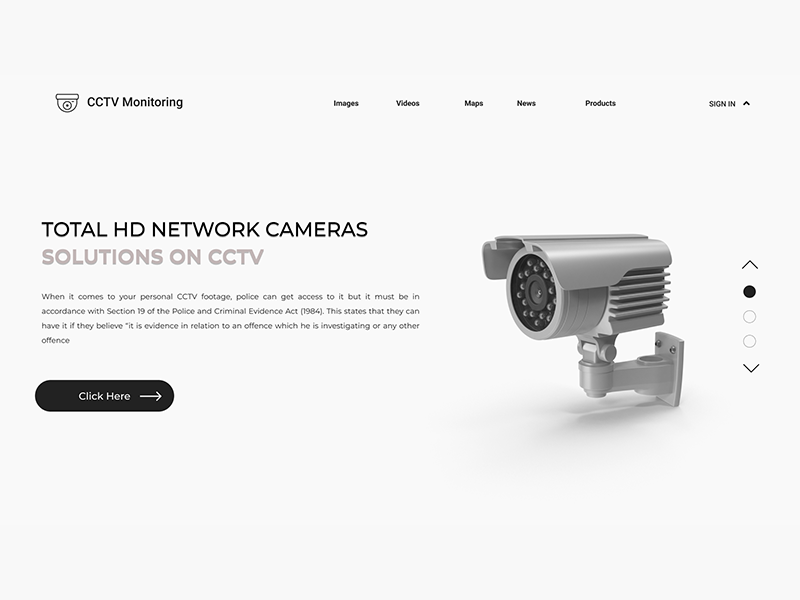 CCTV Monitoring
Images Videos Maps News Products
SIGN IN
TOTAL HD NETWORK CAMERAS
SOLUTIONS ON CCTV
When it comes to your personal CCTV footage, police can get access to it but it must be in
accordance with Section 19 of the Police and Criminal Evidence Act (1984). This states that they can
have it if they believe "it is evidence in relation to an offence which he is investigating or any other
offence
Click Here